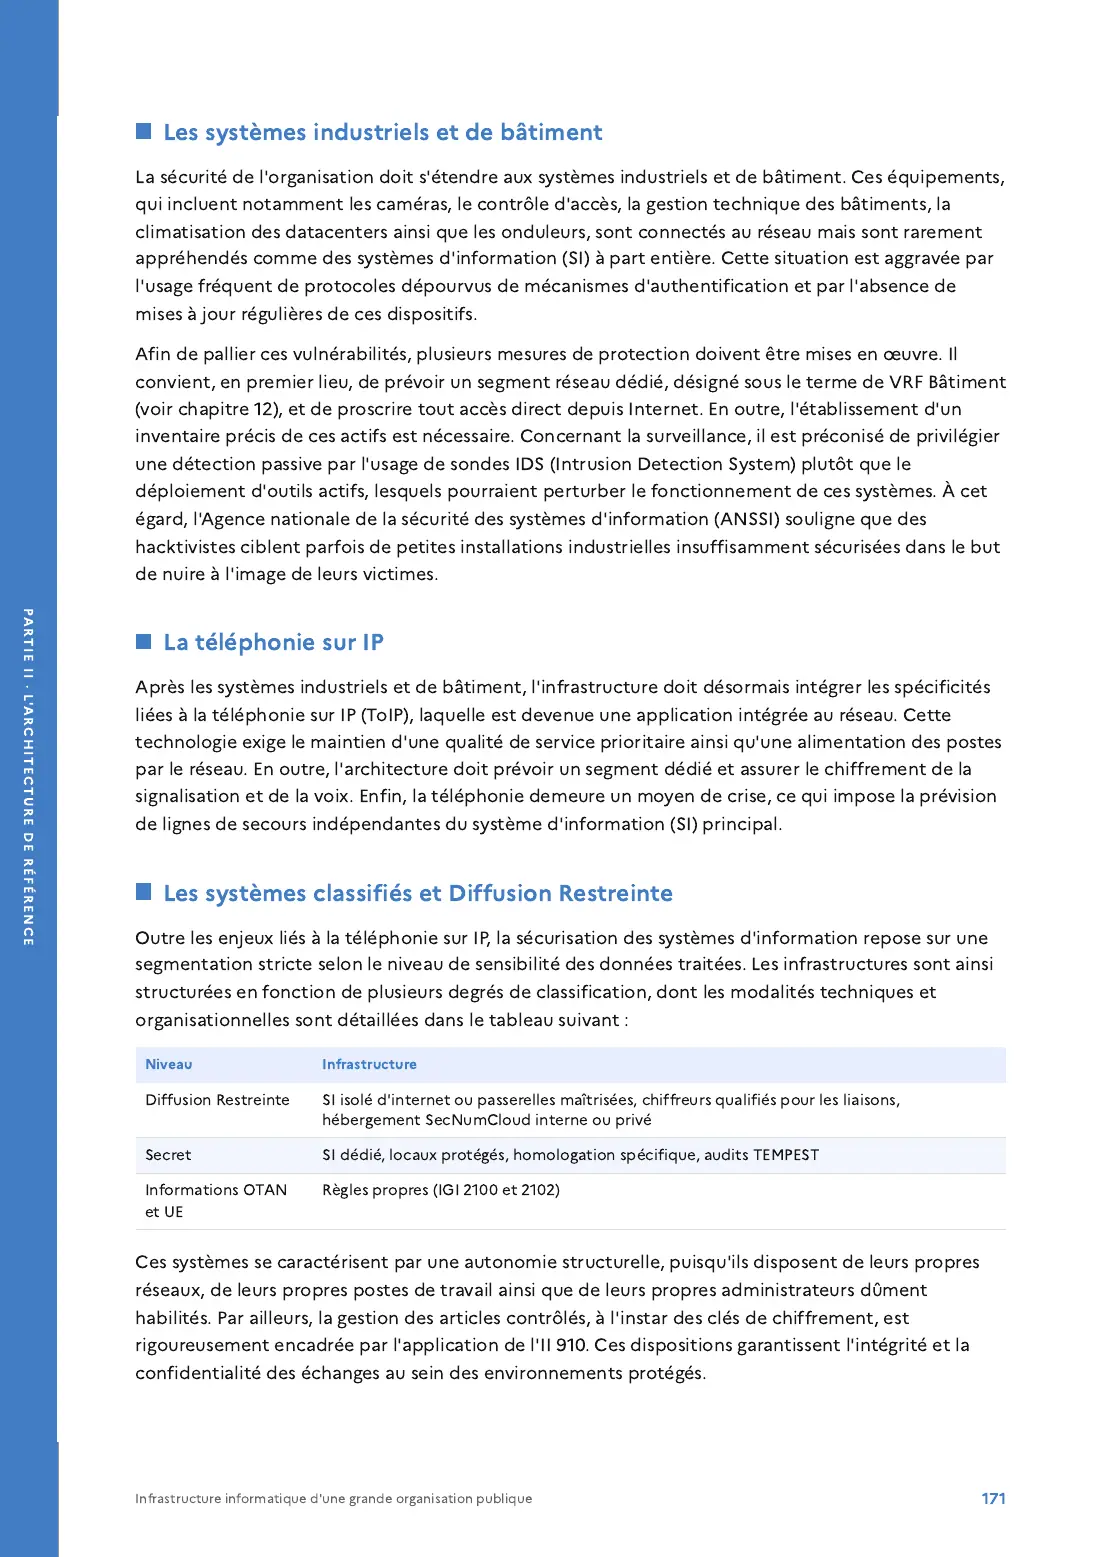 Les systèmes industriels et de bâtiment
La sécurité de l'organisation doit s'étendre aux systèmes industriels et de bâtiment. Ces équipements,
qui incluent notamment les caméras, le contrôle d'accès, la gestion technique des bâtiments, la
climatisation des datacenters ainsi que les onduleurs, sont connectés au réseau mais sont rarement
appréhendés comme des systèmes d'information (SI) à part entière. Cette situation est aggravée par
l'usage fréquent de protocoles dépourvus de mécanismes d'authentification et par l'absence de
mises à jour régulières de ces dispositifs.
Afin de pallier ces vulnérabilités, plusieurs mesures de protection doivent être mises en œuvre. Il
convient, en premier lieu, de prévoir un segment réseau dédié, désigné sous le terme de VRF Bâtiment
(voir chapitre 12), et de proscrire tout accès direct depuis Internet. En outre, l'établissement d'un
inventaire précis de ces actifs est nécessaire. Concernant la surveillance, il est préconisé de privilégier
une détection passive par l'usage de sondes IDS (Intrusion Detection System) plutôt que le
déploiement d'outils actifs, lesquels pourraient perturber le fonctionnement de ces systèmes. À cet
égard, l'Agence nationale de la sécurité des systèmes d'information (ANSSI) souligne que des
hacktivistes ciblent parfois de petites installations industrielles insuffisamment sécurisées dans le but
de nuire à l'image de leurs victimes.
La téléphonie sur IP
Après les systèmes industriels et de bâtiment, l'infrastructure doit désormais intégrer les spécificités
liées à la téléphonie sur IP (ToIP), laquelle est devenue une application intégrée au réseau. Cette
technologie exige le maintien d'une qualité de service prioritaire ainsi qu'une alimentation des postes
par le réseau. En outre, l'architecture doit prévoir un segment dédié et assurer le chiffrement de la
signalisation et de la voix. Enfin, la téléphonie demeure un moyen de crise, ce qui impose la prévision
de lignes de secours indépendantes du système d'information (SI) principal.
Les systèmes classifiés et Diffusion Restreinte
Outre les enjeux liés à la téléphonie sur IP, la sécurisation des systèmes d'information repose sur une
segmentation stricte selon le niveau de sensibilité des données traitées. Les infrastructures sont ainsi
structurées en fonction de plusieurs degrés de classification, dont les modalités techniques et
organisationnelles sont détaillées dans le tableau suivant :
Niveau Infrastructure
Diffusion Restreinte SI isolé d'internet ou passerelles maîtrisées, chiffreurs qualifiés pour les liaisons,
hébergement SecNumCloud interne ou privé
Secret SI dédié, locaux protégés, homologation spécifique, audits TEMPEST
Informations OTAN Règles propres (IGI 2100 et 2102)
et UE
Ces systèmes se caractérisent par une autonomie structurelle, puisqu'ils disposent de leurs propres
réseaux, de leurs propres postes de travail ainsi que de leurs propres administrateurs dûment
habilités. Par ailleurs, la gestion des articles contrôlés, à l'instar des clés de chiffrement, est
rigoureusement encadrée par l'application de l'II 910. Ces dispositions garantissent l'intégrité et la
confidentialité des échanges au sein des environnements protégés.
PARTIE II · L'ARCHITECTURE DE RÉFÉRENCE
Infrastructure informatique d'une grande organisation publique 171